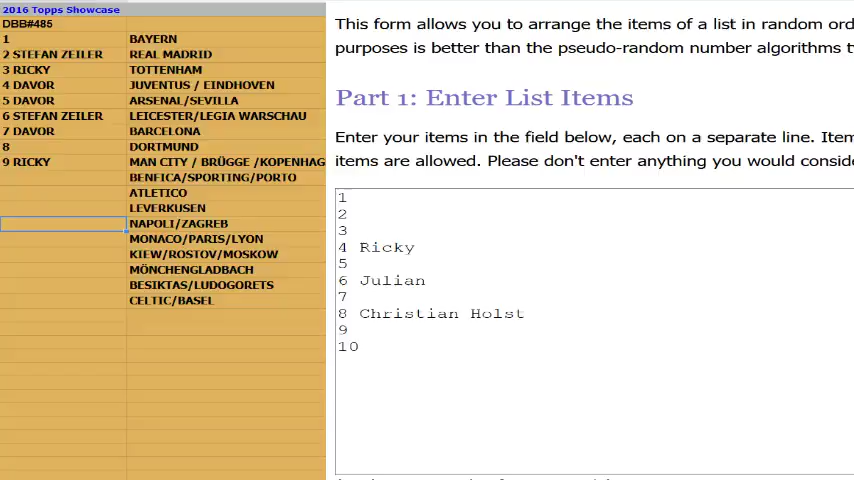 2016 Topps Showcase
DBB#485
1 BAYERN
2 STEFAN ZEILER REAL MADRID
3 RICKY TOTTENHAM
4 DAVOR JUVENTUS / EINDHOVEN
5 DAVOR ARSENAL/SEVILLA
6 STEFAN ZEILER LEICESTER/LEGIA WARSCHAU
7 DAVOR BARCELONA
8 DORTMUND
9 RICKY MAN CITY / BRÜGGE /KOPENHAG
BENFICA/SPORTING/PORTO
ATLETICO
LEVERKUSEN
NAPOLI/ZAGREB
MONACO/PARIS/LYON
KIEW/ROSTOV/MOSKOW
MÖNCHENGLADBACH
BESIKTAS/LUDOGORETS
CELTIC/BASEL
This form allows you to arrange the items of a list in random ord
purposes is better than the pseudo-random number algorithms t
Part 1: Enter List Items
Enter your items in the field below, each on a separate line. Item
items are allowed. Please don't enter anything you would conside
1
2
3
4 Ricky
5
6 Julian
7
8 Christian Holst
9
10